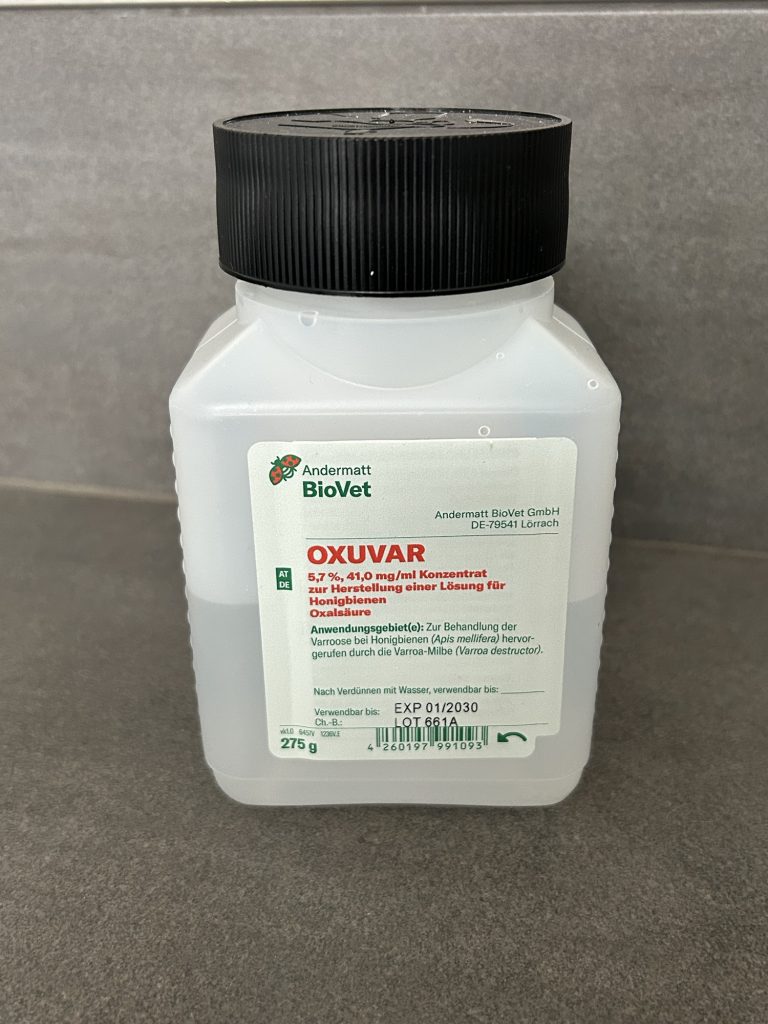 Andermatt
BioVet
Andermatt BioVet GmbH
DE-79541 Lörrach
OXUVAR
AT
DE
5,7 %, 41,0 mg/ml Konzentrat
zur Herstellung einer Lösung für
Honigbienen
Oxalsäure
Anwendungsgebiet(e): Zur Behandlung der
Varroose bei Honigbienen (Apis mellifera) hervor-
gerufen durch die Varroa-Milbe (Varroa destructor).
Nach Verdünnen mit Wasser, verwendbar bis: ________
Verwendbar bis: EXP 01/2030
Ch.-B.: LOT 661A
275 g
4 260197 991093